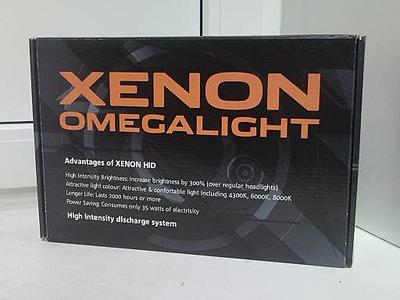 XENON
OMEGALIGHT
Advantages of XENON HID
High Intensity Brightness: Increase brightness by 300% (over regular headlights)
Attractive light colour: Attractive & confortable light including 4300K, 6000K, 8000K
Longer Life: Lasts 2000 hours or more
Power Saving: Consumes only 35 watts of electrisity
High intensity discharge system